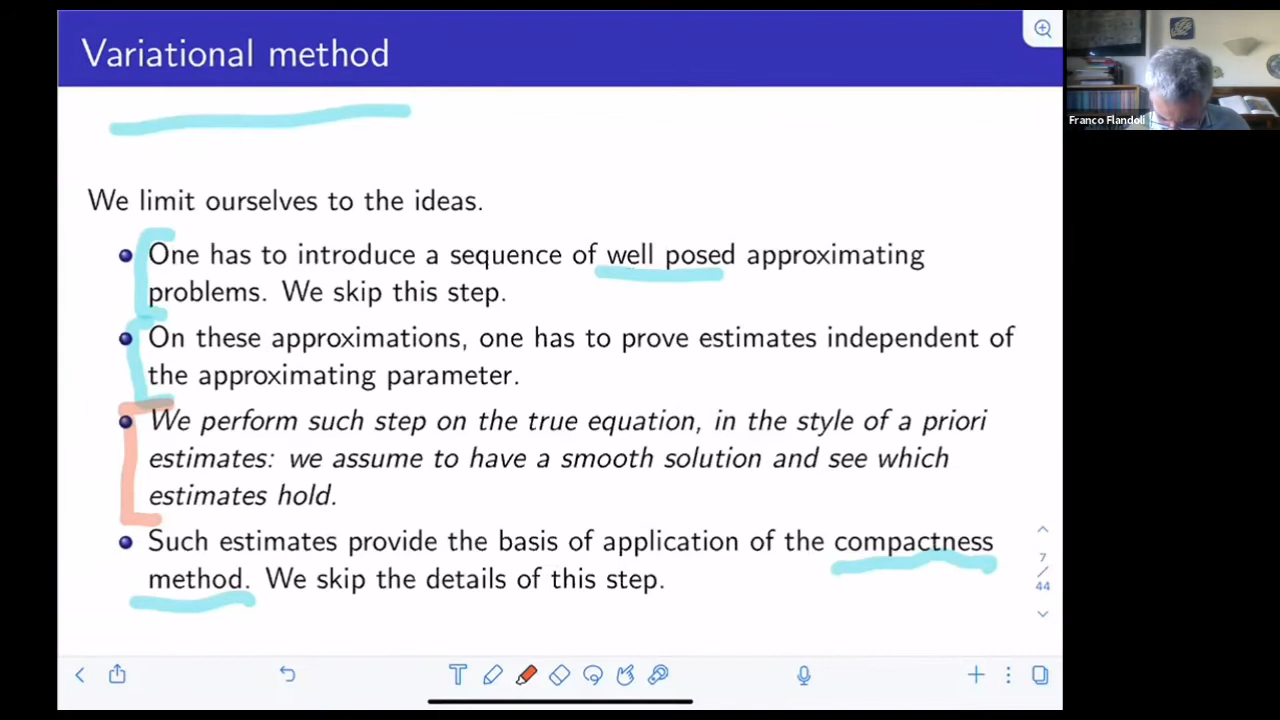 Variational method
Franco Flandoli
We limit ourselves to the ideas.
One has to introduce a sequence of well posed approximating
problems. We skip this step.
On these approximations, one has to prove estimates independent of
the approximating parameter.
We perform such step on the true equation, in the style of a priori
estimates: we assume to have a smooth solution and see which
estimates hold.
Such estimates provide the basis of application of the compactness
method. We skip the details of this step.
7
/
44
T